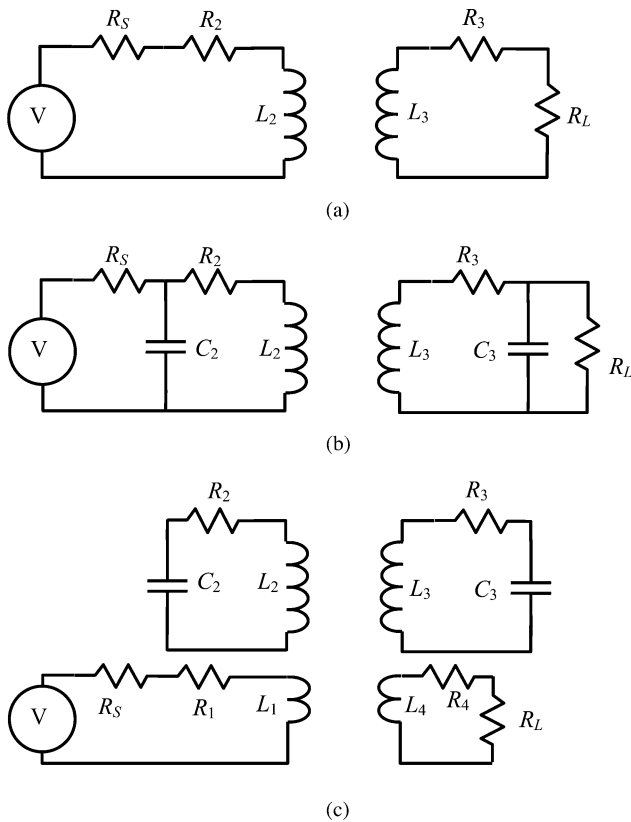 R_S R_2 R_3
V L_2 L_3 R_L
(a)
R_S R_2 R_3
V C_2 L_2 L_3 C_3 R_L
(b)
R_2 R_3
C_2 L_2 L_3 C_3
V R_S R_1 L_1 L_4 R_4 R_L
(c)